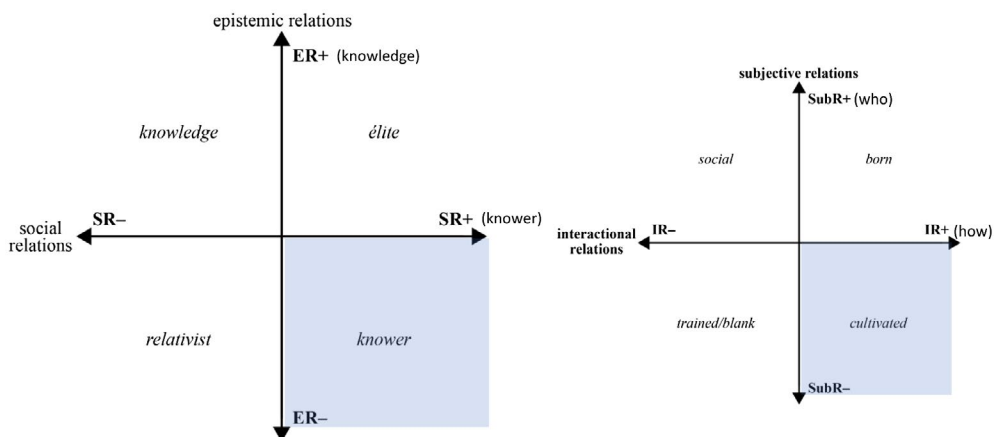 epistemic relations
ER+ (knowledge)
knowledge
élite
social
relations
SR–
SR+ (knower)
relativist
knower
ER–
subjective relations
SubR+ (who)
social
born
interactional
relations
IR–
IR+ (how)
trained/blank
cultivated
SubR–